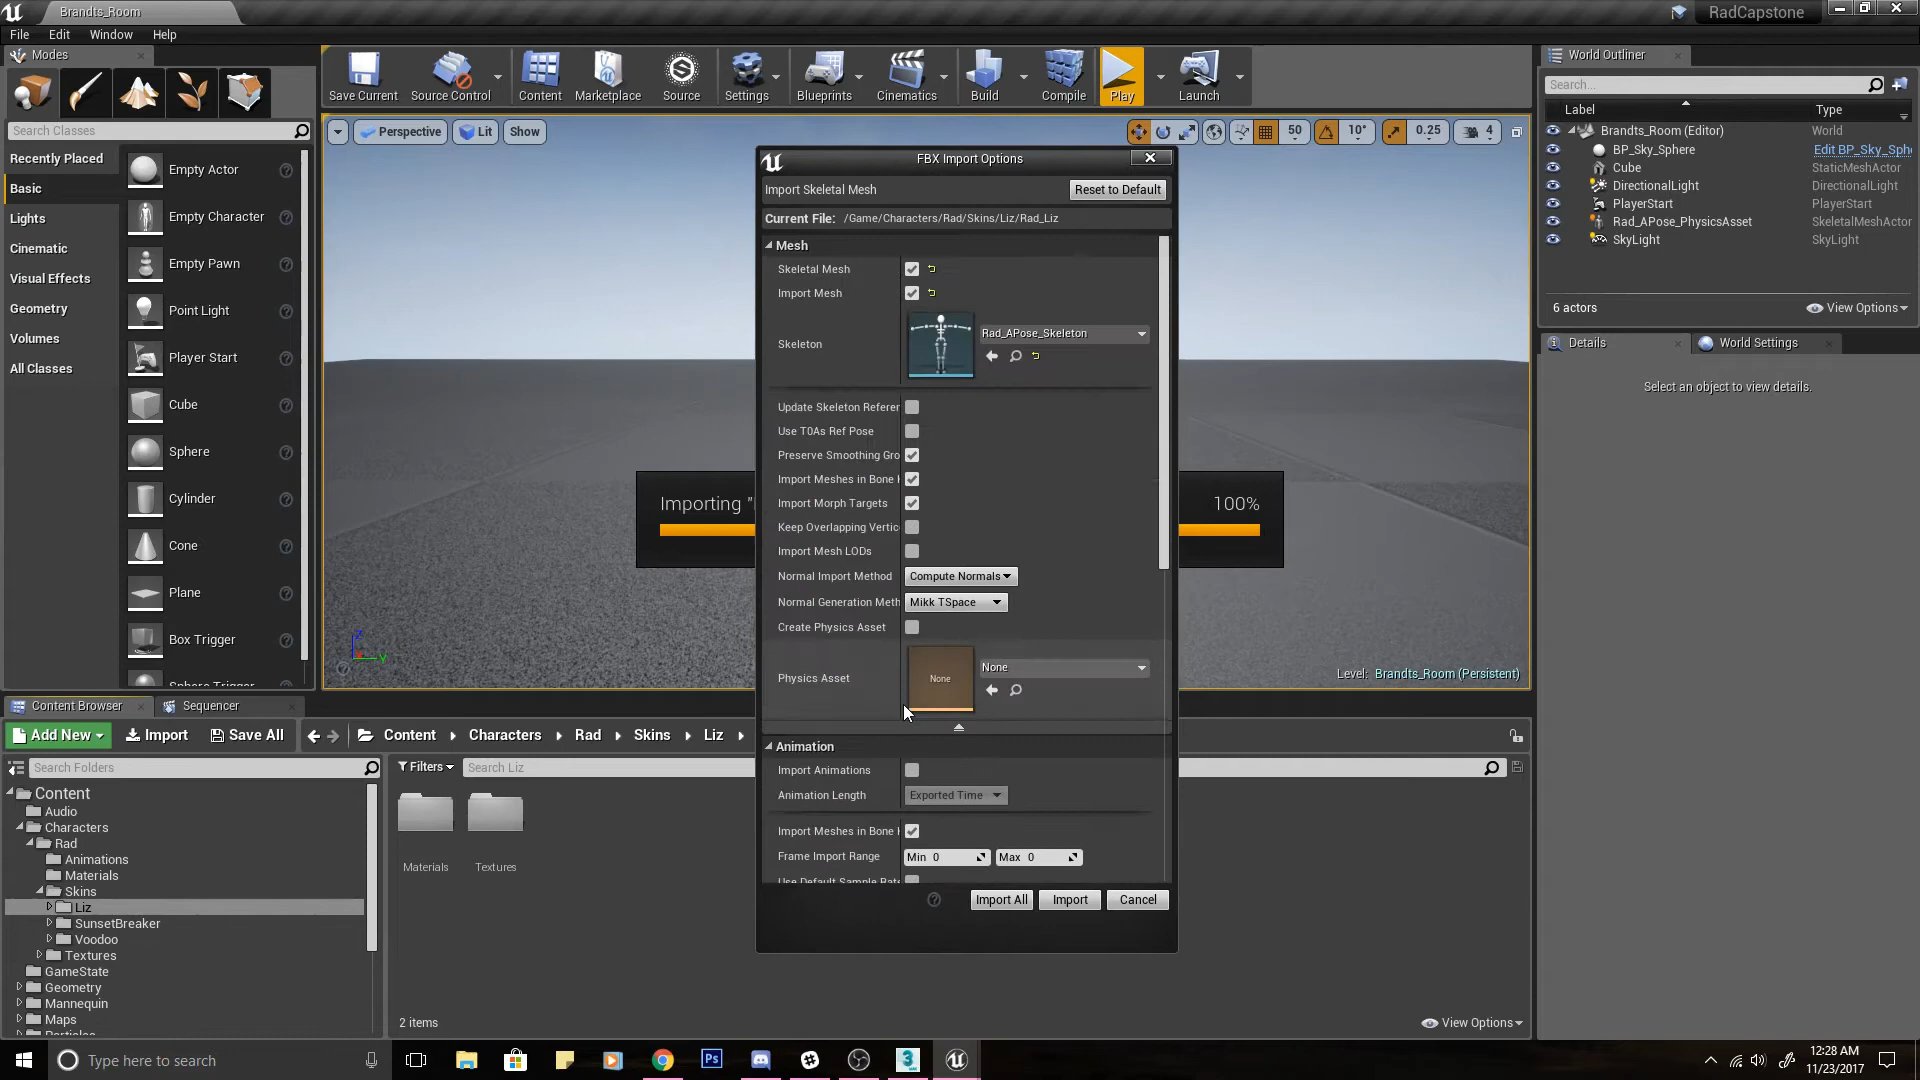 Brandts_Room
RadCapstone
File Edit Window Help
Modes
Search Classes
Recently Placed
Basic
Lights
Cinematic
Visual Effects
Geometry
Volumes
All Classes
Empty Actor
Empty Character
Empty Pawn
Point Light
Player Start
Cube
Sphere
Cylinder
Cone
Plane
Box Trigger
Sphere Trigger
Save Current
Source Control
Content
Marketplace
Source
Settings
Blueprints
Cinematics
Build
Compile
Play
Launch
Perspective
Lit
Show
50
10°
0.25
4
Importing "
100%
Level: Brandts_Room (Persistent)
FBX Import Options
Import Skeletal Mesh
Reset to Default
Current File: /Game/Characters/Rad/Skins/Liz/Rad_Liz
Mesh
Skeletal Mesh
Import Mesh
Skeleton
Rad_APose_Skeleton
Update Skeleton Referen
Use T0As Ref Pose
Preserve Smoothing Gro
Import Meshes in Bone H
Import Morph Targets
Keep Overlapping Vertic
Import Mesh LODs
Normal Import Method
Compute Normals
Normal Generation Meth
Mikk TSpace
Create Physics Asset
Physics Asset
None
None
Animation
Import Animations
Animation Length
Exported Time
Import Meshes in Bone H
Frame Import Range
Min 0
Max 0
Use Default Sample Rate
Import All
Import
Cancel
World Outliner
Search...
Label
Type
Brandts_Room (Editor) World
BP_Sky_Sphere Edit BP_Sky_Sphe
Cube StaticMeshActor
DirectionalLight DirectionalLight
PlayerStart PlayerStart
Rad_APose_PhysicsAsset SkeletalMeshActor
SkyLight SkyLight
6 actors
View Options
Details
World Settings
Select an object to view details.
Content Browser
Sequencer
Add New
Import
Save All
Content
Characters
Rad
Skins
Liz
Search Folders
Filters
Search Liz
Content
Audio
Characters
Rad
Animations
Materials
Skins
Liz
SunsetBreaker
Voodoo
Textures
GameState
Geometry
Mannequin
Maps
Particles
Materials
Textures
2 items
View Options
Type here to search
Ps
3
12:28 AM
11/23/2017